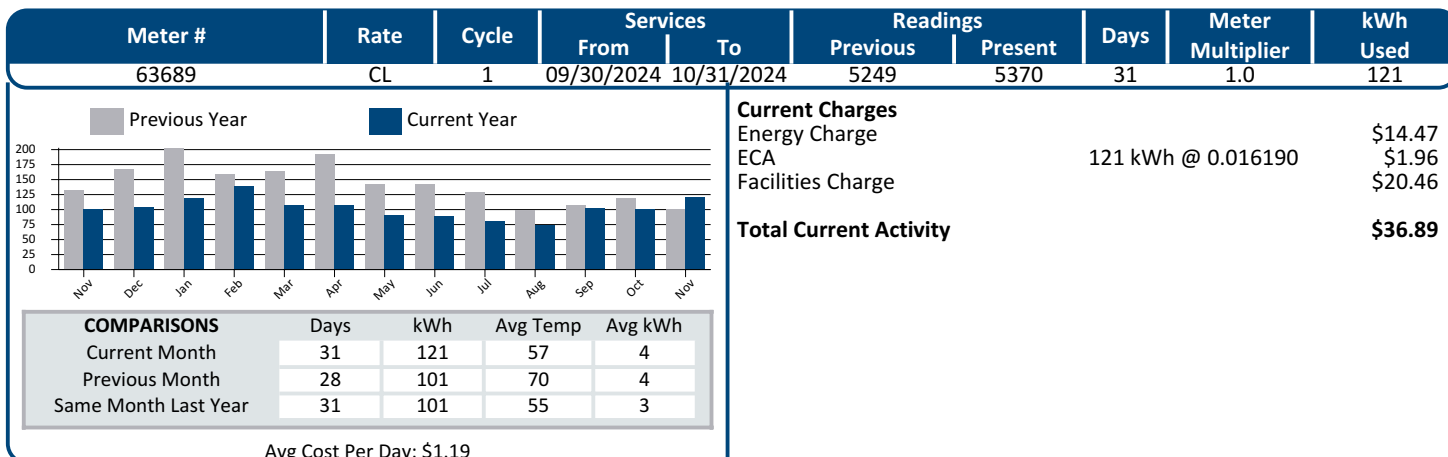 Meter # Rate Cycle Services Readings Days Meter Multiplier kWh Used
From To Previous Present
63689 CL 1 09/30/2024 10/31/2024 5249 5370 31 1.0 121
Previous Year Current Year
200
175
150
125
100
75
50
25
0
Nov Dec Jan Feb Mar Apr May Jun Jul Aug Sep Oct Nov
COMPARISONS Days kWh Avg Temp Avg kWh
Current Month 31 121 57 4
Previous Month 28 101 70 4
Same Month Last Year 31 101 55 3
Avg Cost Per Day: $1.19
Current Charges
Energy Charge $14.47
ECA 121 kWh @ 0.016190 $1.96
Facilities Charge $20.46
Total Current Activity $36.89